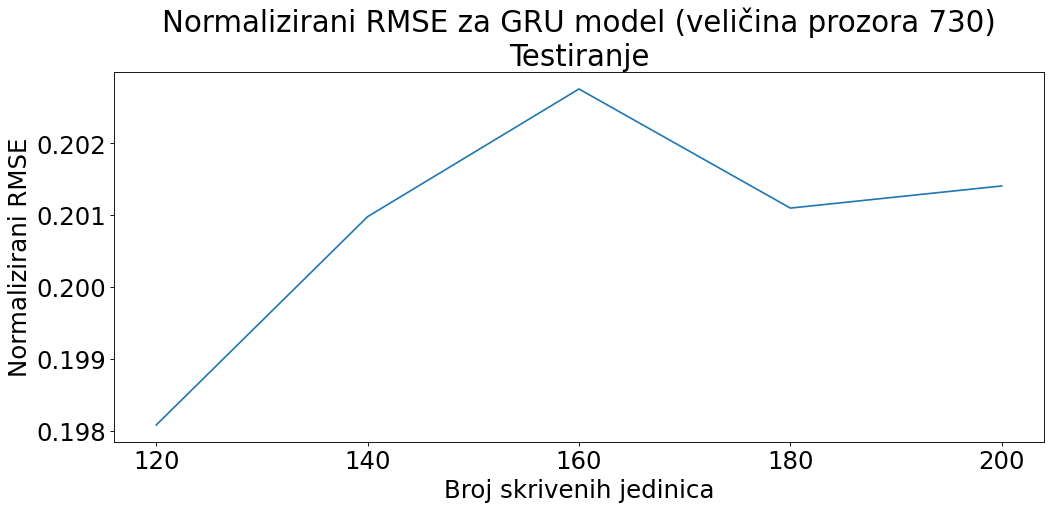 Normalizirani RMSE za GRU model (veličina prozora 730)
Testiranje
Normalizirani RMSE
0.202
0.201
0.200
0.199
0.198
120 140 160 180 200
Broj skrivenih jedinica